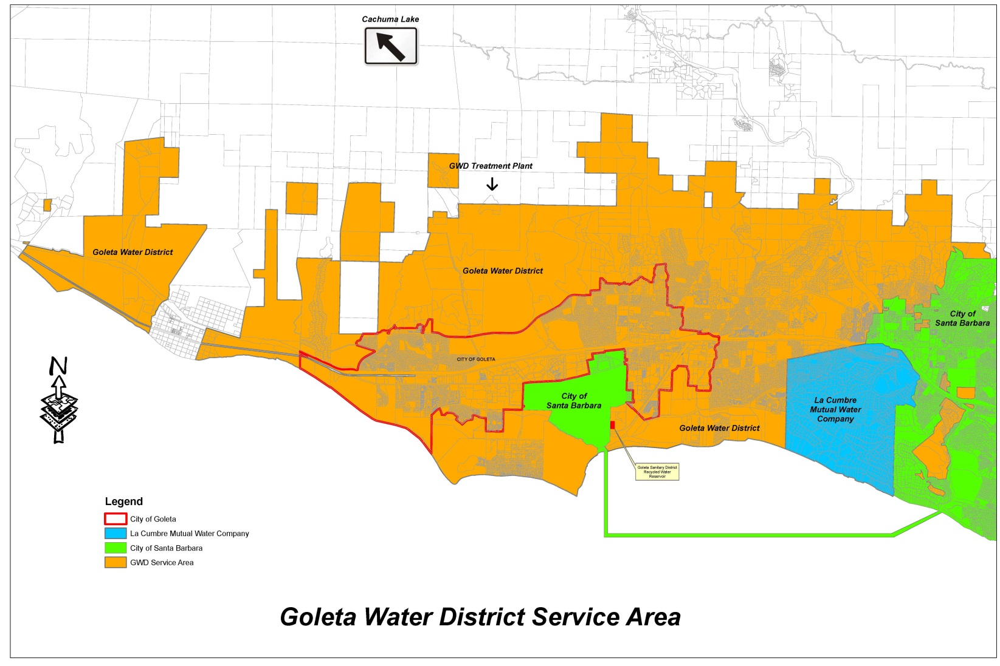 Cachuma Lake
GWD Treatment Plant
Goleta Water District
Goleta Water District
City of
Santa Barbara
CITY OF GOLETA
City of
Santa Barbara
La Cumbre
Mutual Water
Company
Goleta Water District
Goleta Sanitary District
Recycled Water
Reservoir
N
Legend
City of Goleta
La Cumbre Mutual Water Company
City of Santa Barbara
GWD Service Area
Goleta Water District Service Area